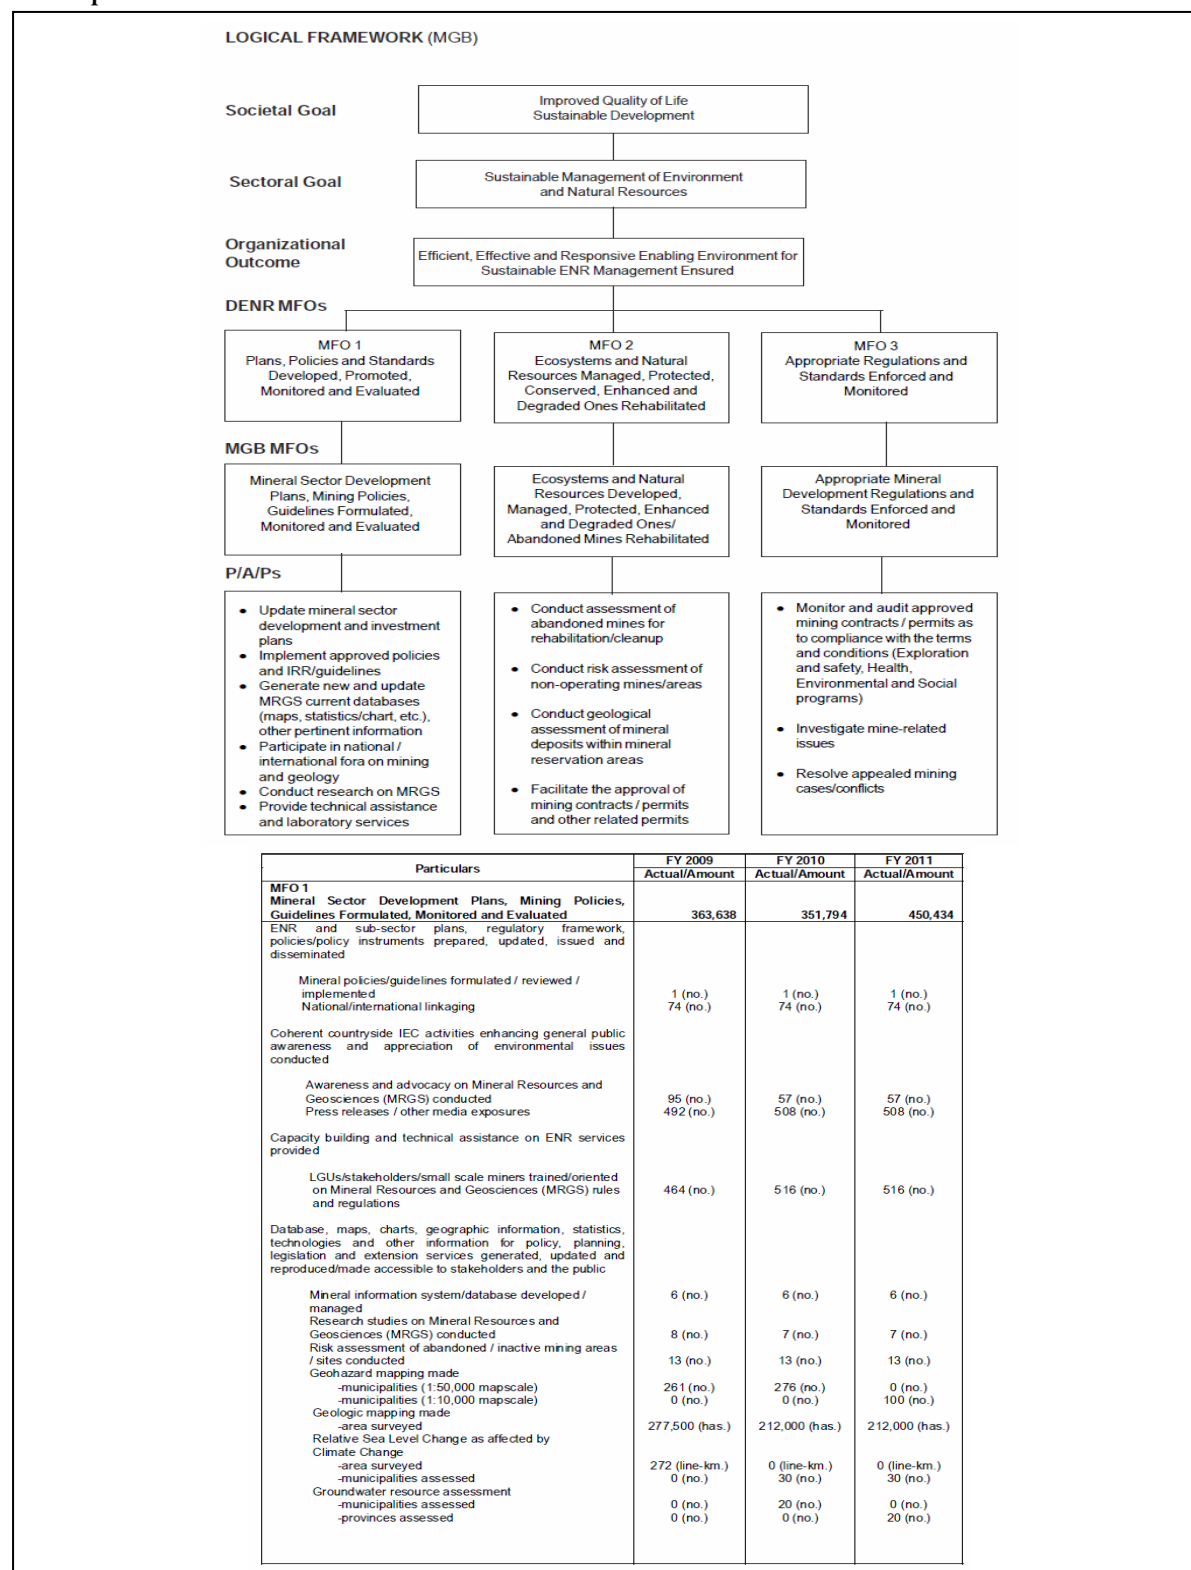 LOGICAL FRAMEWORK (MGB)
Societal Goal
Improved Quality of Life
Sustainable Development
Sectoral Goal
Sustainable Management of Environment
and Natural Resources
Organizational
Outcome
Efficient, Effective and Responsive Enabling Environment for
Sustainable ENR Management Ensured
DENR MFOs
MFO 1
Plans, Policies and Standards
Developed, Promoted,
Monitored and Evaluated
MFO 2
Ecosystems and Natural
Resources Managed, Protected,
Conserved, Enhanced and
Degraded Ones Rehabilitated
MFO 3
Appropriate Regulations and
Standards Enforced and
Monitored
MGB MFOs
Mineral Sector Development
Plans, Mining Policies,
Guidelines Formulated,
Monitored and Evaluated
Ecosystems and Natural
Resources Developed,
Managed, Protected, Enhanced
and Degraded Ones/
Abandoned Mines Rehabilitated
Appropriate Mineral
Development Regulations and
Standards Enforced and
Monitored
P/A/Ps
• Update mineral sector
development and investment
plans
• Implement approved policies
and IRR/guidelines
• Generate new and update
MRGS current databases
(maps, statistics/chart, etc.),
other pertinent information
• Participate in national /
international fora on mining
and geology
• Conduct research on MRGS
• Provide technical assistance
and laboratory services
• Conduct assessment of
abandoned mines for
rehabilitation/cleanup
• Conduct risk assessment of
non-operating mines/areas
• Conduct geological
assessment of mineral
deposits within mineral
reservation areas
• Facilitate the approval of
mining contracts / permits
and other related permits
• Monitor and audit approved
mining contracts / permits as
to compliance with the terms
and conditions (Exploration
and safety, Health,
Environmental and Social
programs)
• Investigate mine-related
issues
• Resolve appealed mining
cases/conflicts
Particulars FY 2009 FY 2010 FY 2011
Actual/Amount Actual/Amount Actual/Amount
MFO 1
Mineral Sector Development Plans, Mining Policies,
Guidelines Formulated, Monitored and Evaluated 363,638 351,794 450,434
ENR and sub-sector plans, regulatory framework,
policies/policy instruments prepared, updated, issued and
disseminated
Mineral policies/guidelines formulated / reviewed /
implemented 1 (no.) 1 (no.) 1 (no.)
National/international linkaging 74 (no.) 74 (no.) 74 (no.)
Coherent countryside IEC activities enhancing general public
awareness and appreciation of environmental issues
conducted
Awareness and advocacy on Mineral Resources and
Geosciences (MRGS) conducted 95 (no.) 57 (no.) 57 (no.)
Press releases / other media exposures 492 (no.) 508 (no.) 508 (no.)
Capacity building and technical assistance on ENR services
provided
LGUs/stakeholders/small scale miners trained/oriented
on Mineral Resources and Geosciences (MRGS) rules 464 (no.) 516 (no.) 516 (no.)
and regulations
Database, maps, charts, geographic information, statistics,
technologies and other information for policy, planning,
legislation and extension services generated, updated and
reproduced/made accessible to stakeholders and the public
Mineral information system/database developed / 6 (no.) 6 (no.) 6 (no.)
managed
Research studies on Mineral Resources and
Geosciences (MRGS) conducted 8 (no.) 7 (no.) 7 (no.)
Risk assessment of abandoned / inactive mining areas
/ sites conducted 13 (no.) 13 (no.) 13 (no.)
Geohazard mapping made
-municipalities (1:50,000 mapscale) 261 (no.) 276 (no.) 0 (no.)
-municipalities (1:10,000 mapscale) 0 (no.) 0 (no.) 100 (no.)
Geologic mapping made
-area surveyed 277,500 (has.) 212,000 (has.) 212,000 (has.)
Relative Sea Level Change as affected by
Climate Change
-area surveyed 272 (line-km.) 0 (line-km.) 0 (line-km.)
-municipalities assessed 0 (no.) 30 (no.) 30 (no.)
Groundwater resource assessment
-municipalities assessed 0 (no.) 20 (no.) 0 (no.)
-provinces assessed 0 (no.) 0 (no.) 20 (no.)